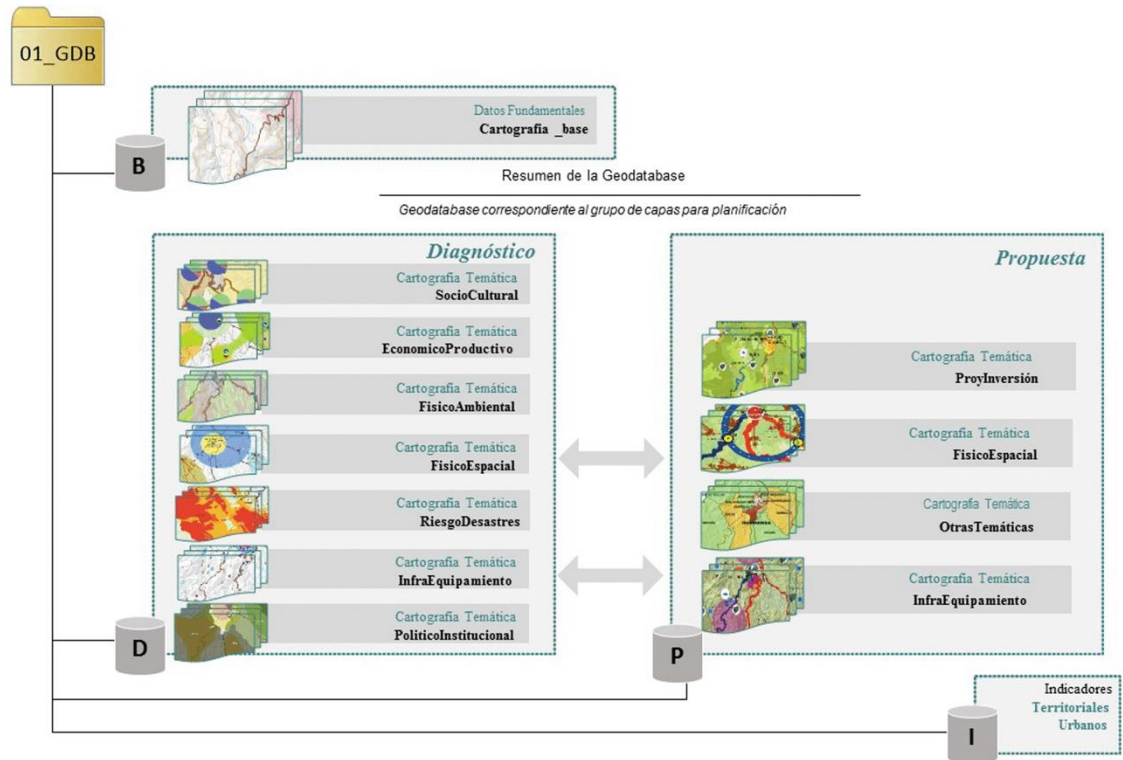 01_GDB
Datos Fundamentales
Cartografía _base
B
Resumen de la Geodatabase
Geodatabase correspondiente al grupo de capas para planificación
Diagnóstico
Cartografía Temática
SocioCultural
Cartografía Temática
EconomicoProductivo
Cartografía Temática
FisicoAmbiental
Cartografía Temática
FisicoEspacial
Cartografía Temática
RiesgoDesastres
Cartografía Temática
InfraEquipamiento
Cartografía Temática
PoliticoInstitucional
D
Propuesta
Cartografía Temática
ProyInversión
Cartografía Temática
FisicoEspacial
Cartografía Temática
OtrasTemáticas
Cartografía Temática
InfraEquipamiento
P
Indicadores
Territoriales
Urbanos
I